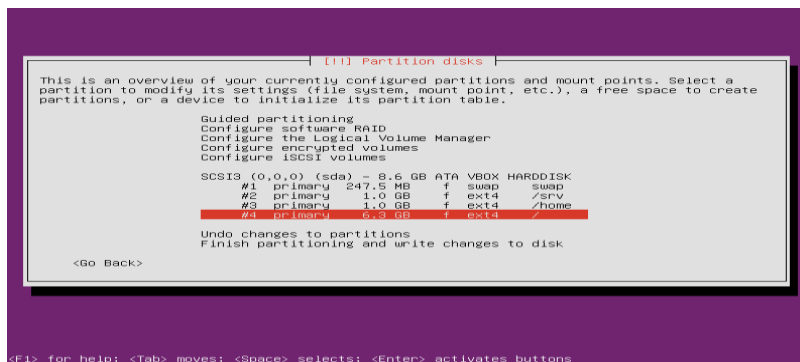 [!!] Partition disks
This is an overview of your currently configured partitions and mount points. Select a
partition to modify its settings (file system, mount point, etc.), a free space to create
partitions, or a device to initialize its partition table.
Guided partitioning
Configure software RAID
Configure the Logical Volume Manager
Configure encrypted volumes
Configure iSCSI volumes
SCSI3 (0,0,0) (sda) - 8.6 GB ATA VBOX HARDDISK
#1 primary 247.5 MB f swap swap
#2 primary 1.0 GB f ext4 /srv
#3 primary 1.0 GB f ext4 /home
#4 primary 6.3 GB f ext4 /
Undo changes to partitions
Finish partitioning and write changes to disk
<Go Back>
<F1> for help; <Tab> moves; <Space> selects; <Enter> activates buttons